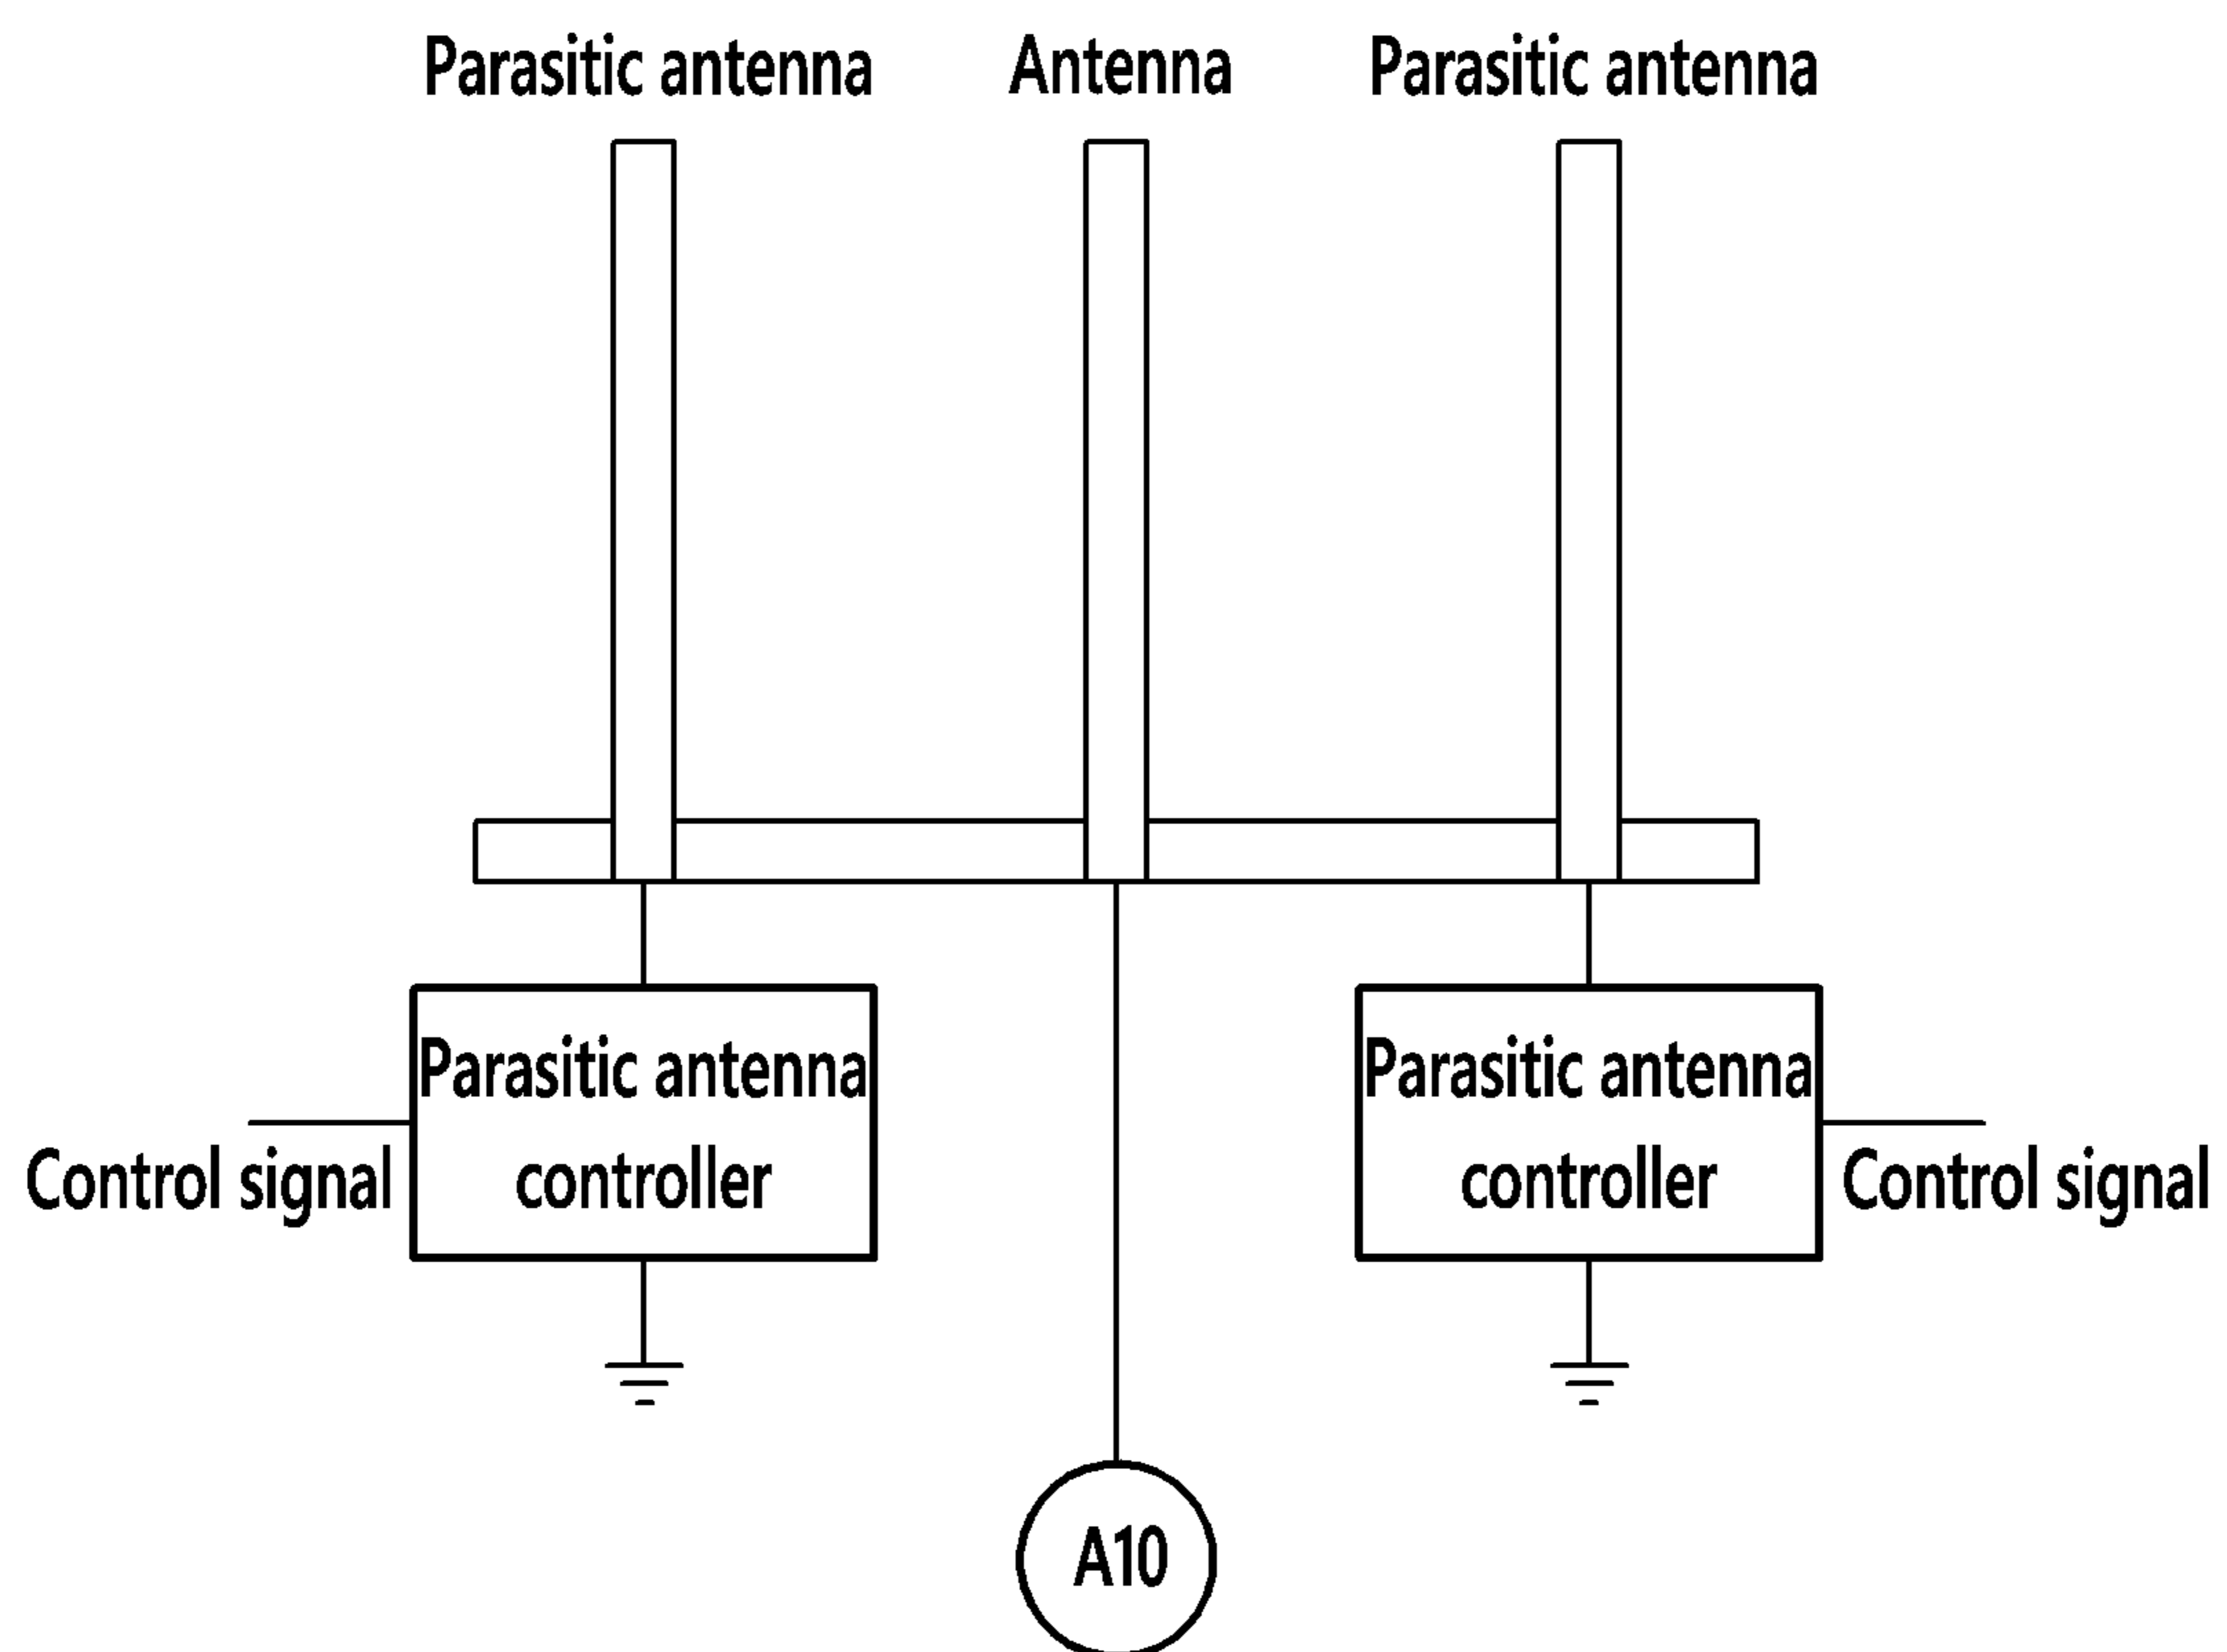 Parasitic antenna
Antenna
Parasitic antenna
Parasitic antenna
controller
Control signal
Parasitic antenna
controller
Control signal
A10